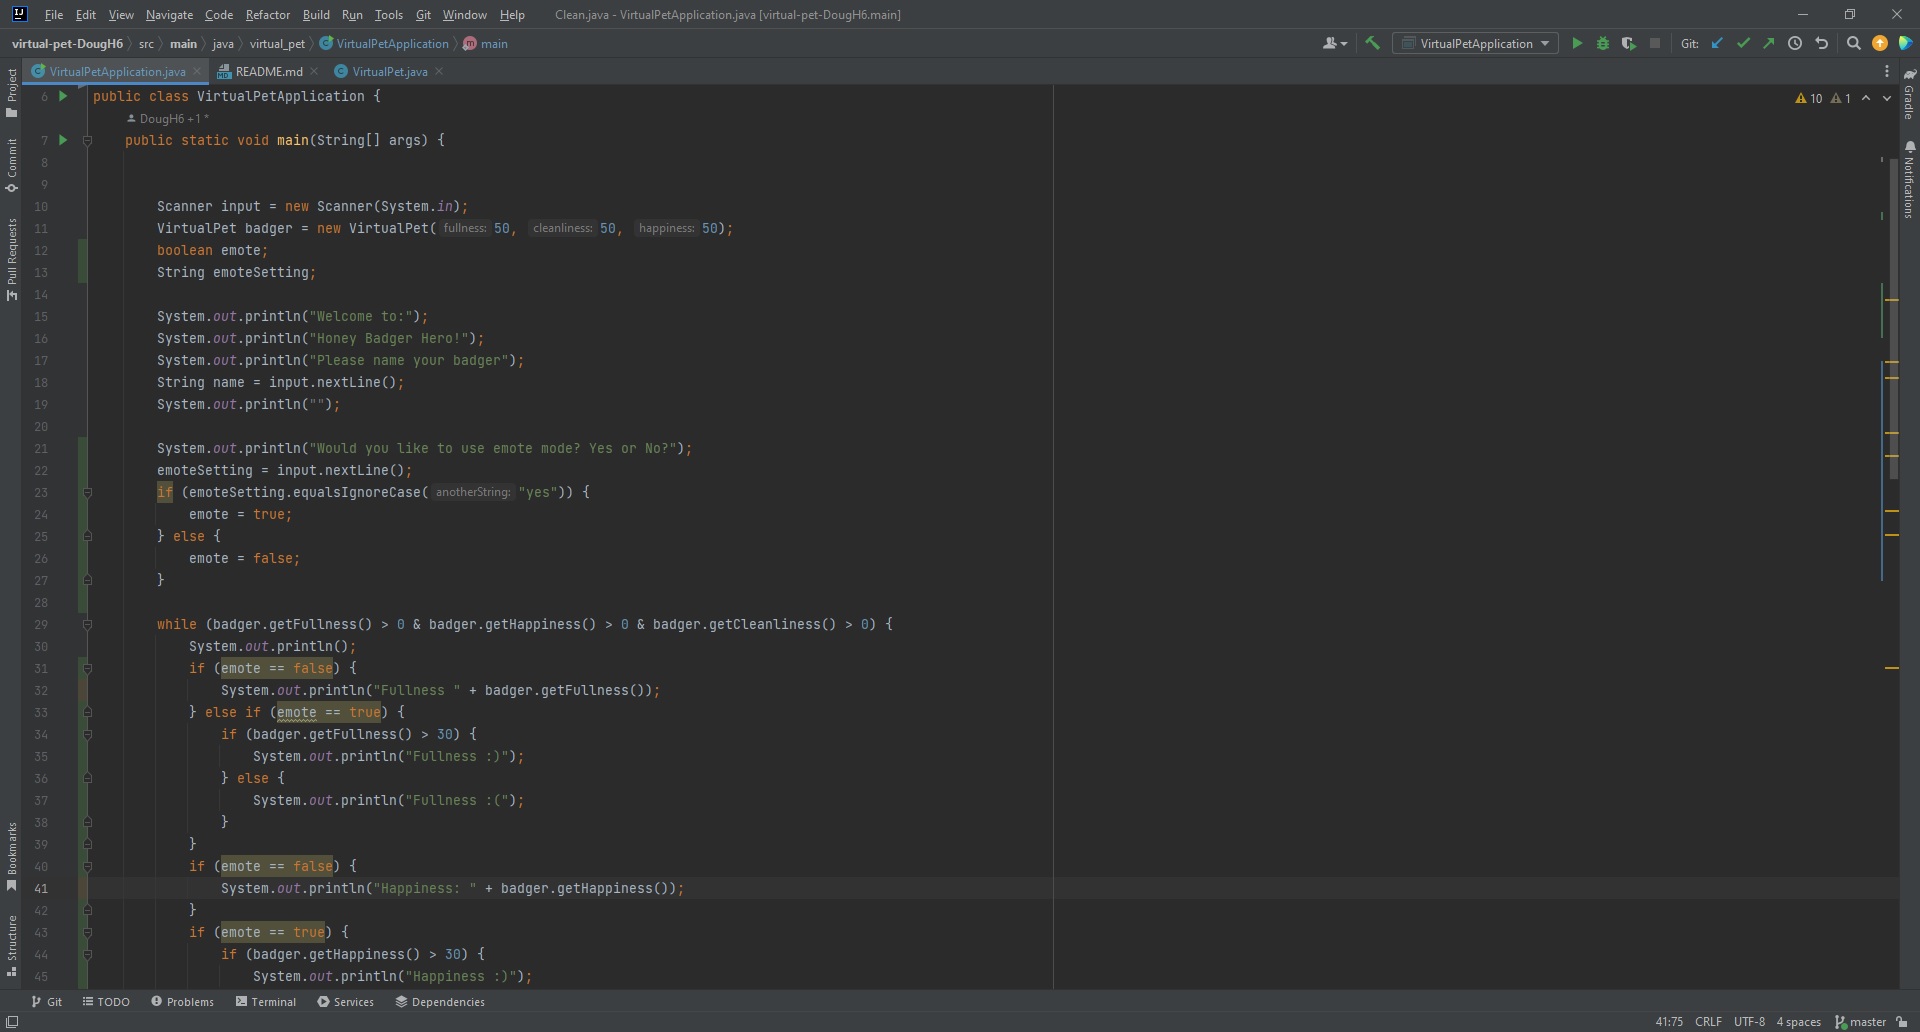 File Edit View Navigate Code Refactor Build Run Tools Git Window Help Clean.java - VirtualPetApplication.java [virtual-pet-DougH6.main]
virtual-pet-DougH6 src main java virtual_pet VirtualPetApplication main VirtualPetApplication Git:
VirtualPetApplication.java README.md VirtualPet.java
Project
Commit
Pull Requests
Bookmarks
Structure
6 public class VirtualPetApplication {
DougH6 +1 *
7 public static void main(String[] args) {
8
9
10 Scanner input = new Scanner(System.in);
11 VirtualPet badger = new VirtualPet( fullness: 50, cleanliness: 50, happiness: 50);
12 boolean emote;
13 String emoteSetting;
14
15 System.out.println("Welcome to:");
16 System.out.println("Honey Badger Hero!");
17 System.out.println("Please name your badger");
18 String name = input.nextLine();
19 System.out.println("");
20
21 System.out.println("Would you like to use emote mode? Yes or No?");
22 emoteSetting = input.nextLine();
23 if (emoteSetting.equalsIgnoreCase( anotherString: "yes")) {
24 emote = true;
25 } else {
26 emote = false;
27 }
28
29 while (badger.getFullness() > 0 & badger.getHappiness() > 0 & badger.getCleanliness() > 0) {
30 System.out.println();
31 if (emote == false) {
32 System.out.println("Fullness " + badger.getFullness());
33 } else if (emote == true) {
34 if (badger.getFullness() > 30) {
35 System.out.println("Fullness :)");
36 } else {
37 System.out.println("Fullness :(");
38 }
39 }
40 if (emote == false) {
41 System.out.println("Happiness: " + badger.getHappiness());
42 }
43 if (emote == true) {
44 if (badger.getHappiness() > 30) {
45 System.out.println("Happiness :)");
10 1
Gradle
Notifications
Git TODO Problems Terminal Services Dependencies
41:75 CRLF UTF-8 4 spaces master